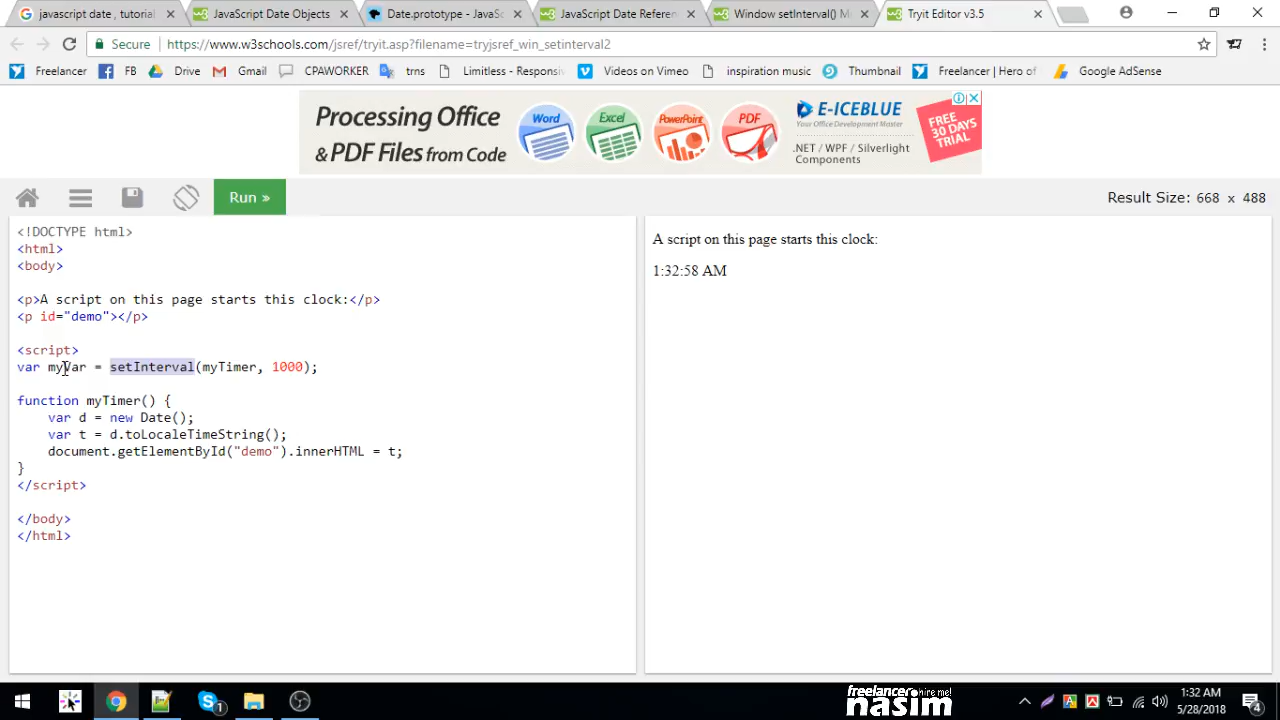 javascript date , tutorial
JavaScript Date Objects
Date.prototype - JavaSc
JavaScript Date Referen
Window setInterval() M
Tryit Editor v3.5
Secure
https://www.w3schools.com/jsref/tryit.asp?filename=tryjsref_win_setinterval2
Freelancer
FB
Drive
Gmail
CPAWORKER
trns
Limitless - Responsi
Videos on Vimeo
inspiration music
Thumbnail
Freelancer | Hero of
Google AdSense
Processing Office
& PDF Files from Code
Word
Excel
PowerPoint
PDF
E-ICEBLUE
Your Office Development Master
.NET / WPF / Silverlight
Components
FREE
30 DAYS
TRIAL
Run »
Result Size: 668 x 488
<!DOCTYPE html>
<html>
<body>
<p>A script on this page starts this clock:</p>
<p id="demo"></p>
<script>
var myVar = setInterval(myTimer, 1000);
function myTimer() {
var d = new Date();
var t = d.toLocaleTimeString();
document.getElementById("demo").innerHTML = t;
}
</script>
</body>
</html>
A script on this page starts this clock:
1:32:58 AM
freelancer hire me!
nasim
1
1:32 AM
5/28/2018
4